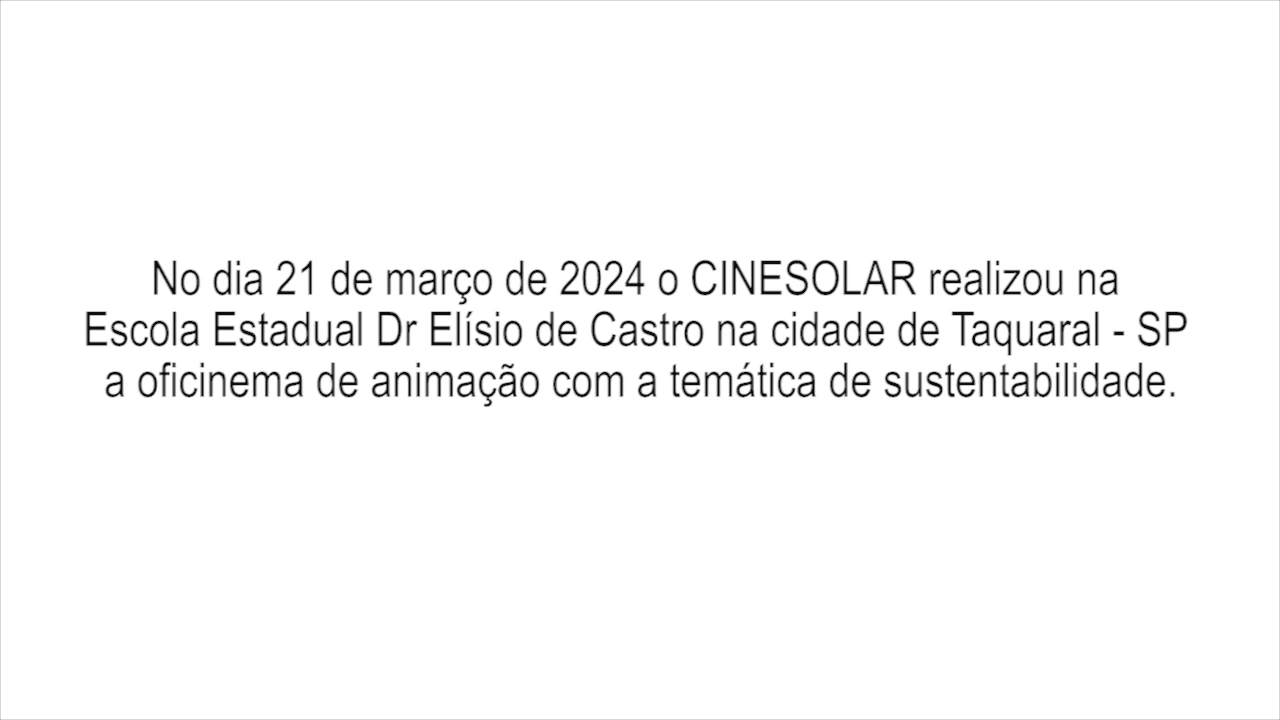 No dia 21 de março de 2024 o CINESOLAR realizou na
Escola Estadual Dr Elísio de Castro na cidade de Taquaral - SP
a oficinema de animação com a temática de sustentabilidade.